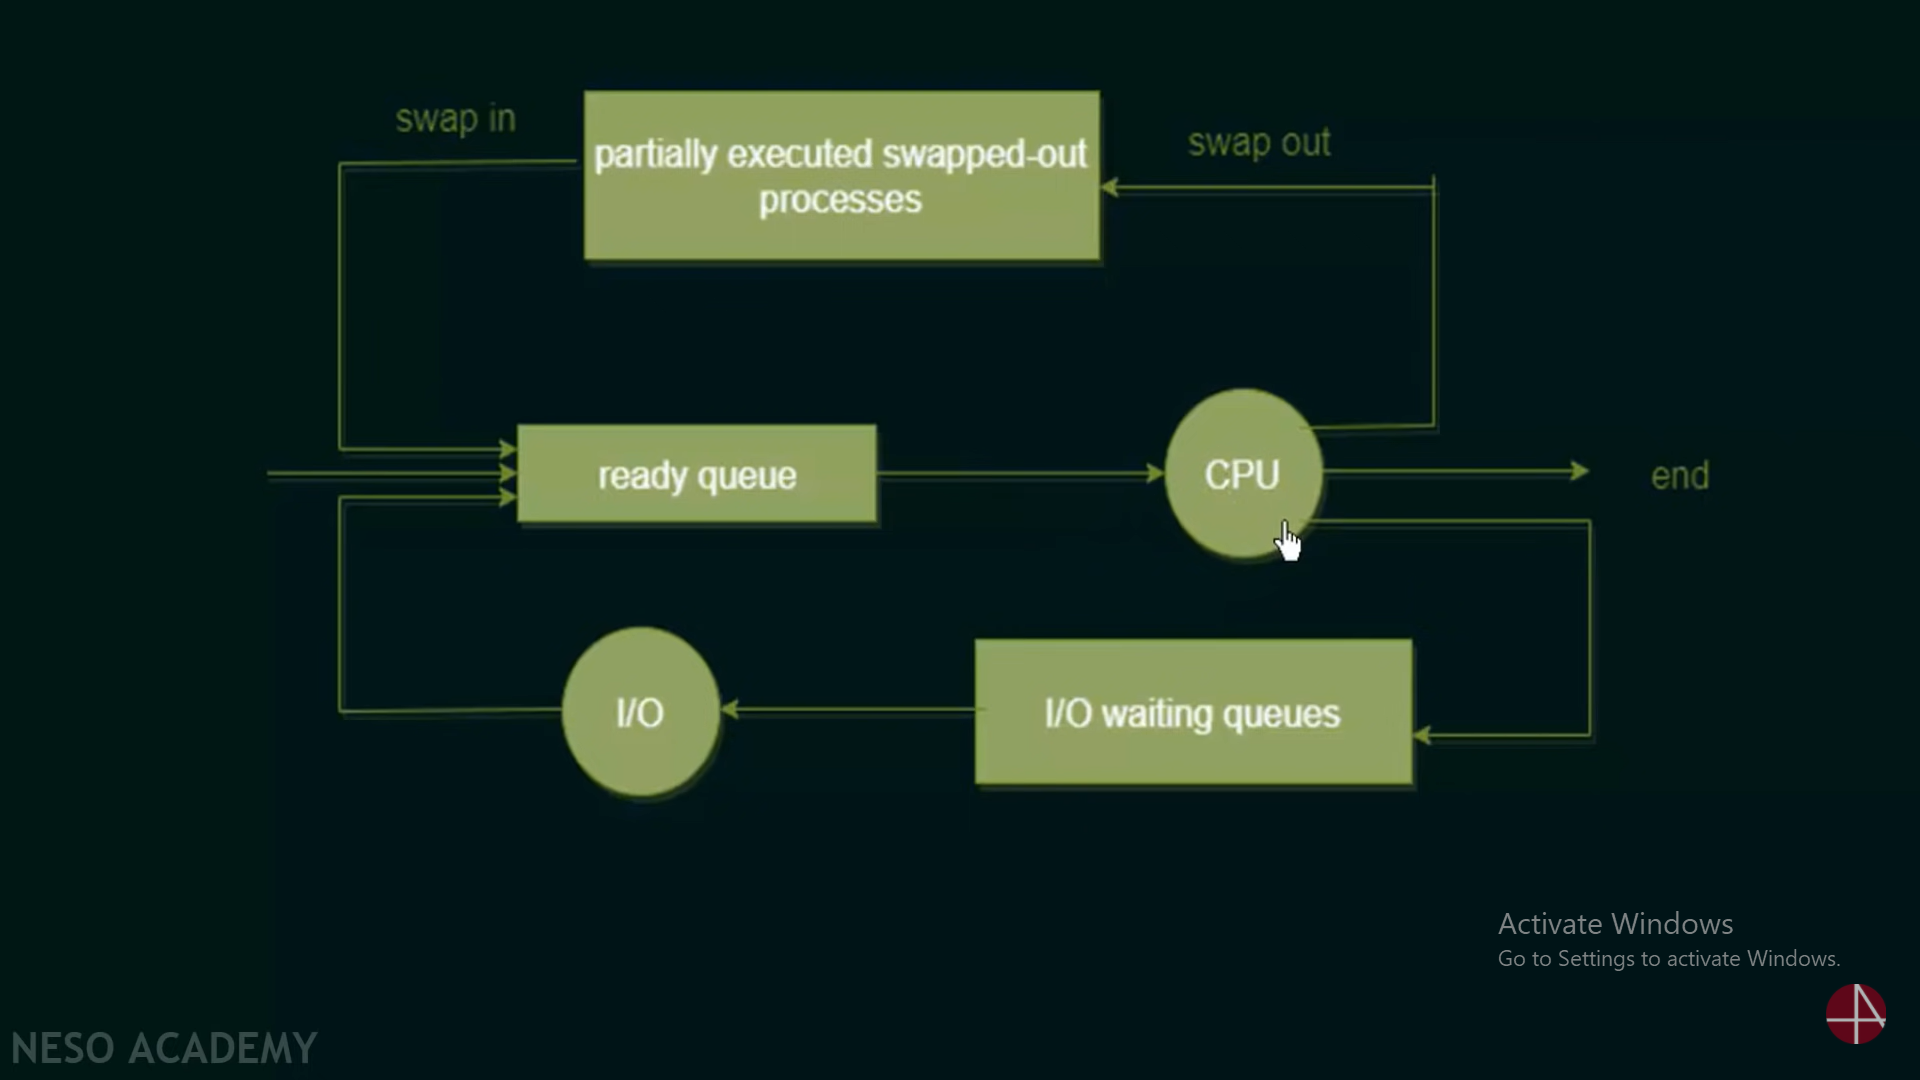 swap in
partially executed swapped-out
processes
swap out
ready queue
CPU
end
I/O
I/O waiting queues
Activate Windows
Go to Settings to activate Windows.
NESO ACADEMY